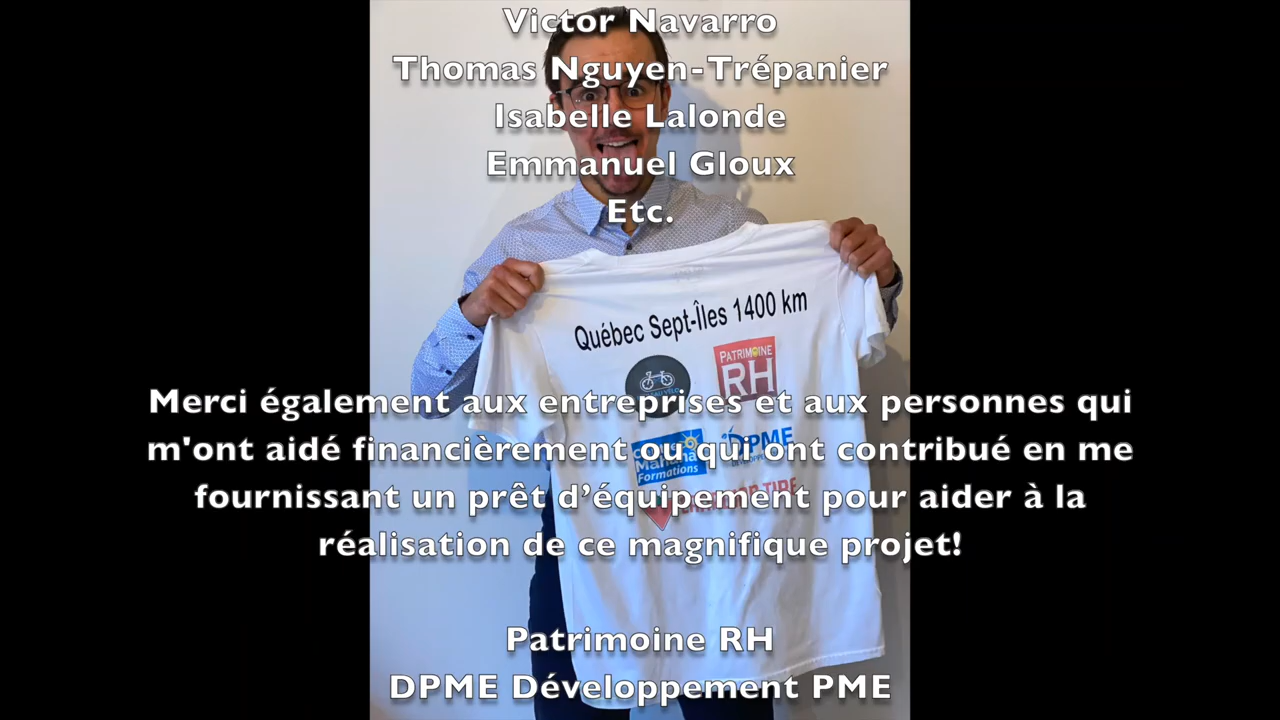 Victor Navarro
Thomas Nguyen-Trépanier
Isabelle Lalonde
Emmanuel Gloux
Etc.
Québec Sept-Îles 1400 km
PATRIMOINE
RH
DPME
Formations
Merci également aux entreprises et aux personnes qui
m'ont aidé financièrement ou qui ont contribué en me
fournissant un prêt d’équipement pour aider à la
réalisation de ce magnifique projet!
Patrimoine RH
DPME Développement PME